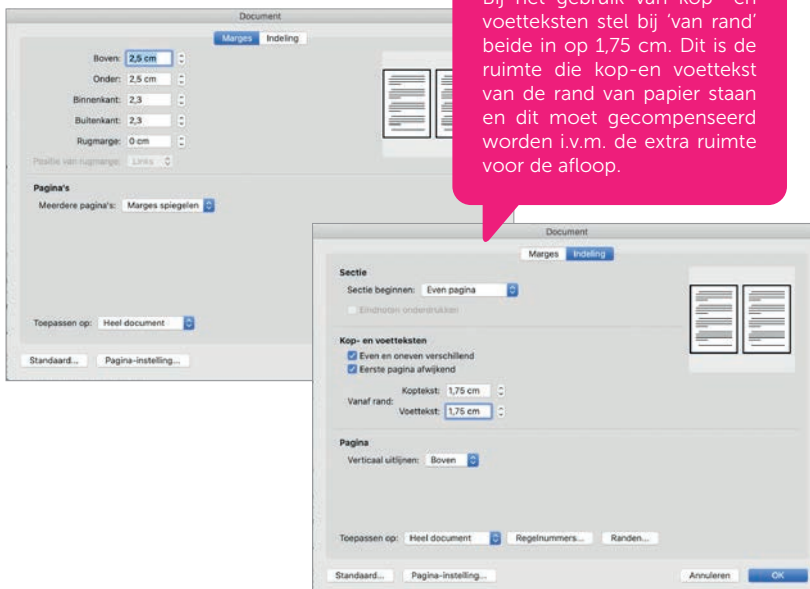 Document
Marges Indeling
Boven: 2,5 cm
Onder: 2,5 cm
Binnenkant: 2,3
Buitenkant: 2,3
Rugmarge: 0 cm
Positie van rugmarge: Links
Pagina's
Meerdere pagina's: Marges spiegelen
Toepassen op: Heel document
Standaard... Pagina-instelling...
voetteksten stel bij ‘van rand’
beide in op 1,75 cm. Dit is de
ruimte die kop-en voettekst
van de rand van papier staan
en dit moet gecompenseerd
worden i.v.m. de extra ruimte
voor de afloop.
Document
Marges Indeling
Sectie
Sectie beginnen: Even pagina
Eindnoten onderdrukken
Kop- en voetteksten
Even en oneven verschillend
Eerste pagina afwijkend
Vanaf rand:
Koptekst: 1,75 cm
Voettekst: 1,75 cm
Pagina
Verticaal uitlijnen: Boven
Toepassen op: Heel document Regelnummers... Randen...
Standaard... Pagina-instelling... Annuleren OK